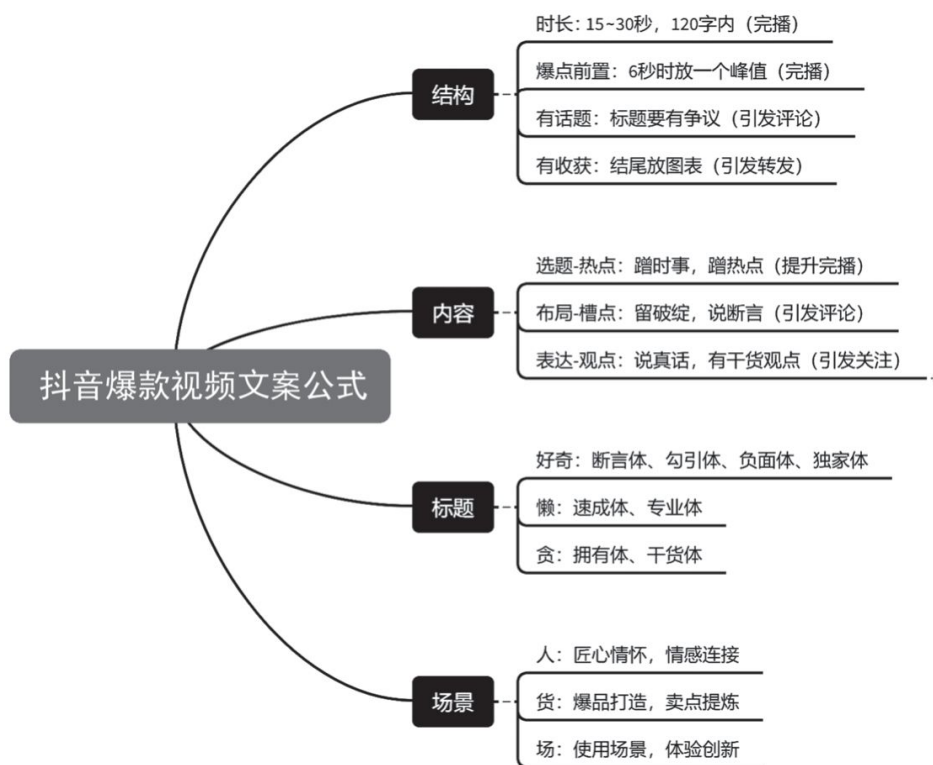 抖音爆款视频文案公式
结构
时长：15~30秒，120字内（完播）
爆点前置：6秒时放一个峰值（完播）
有话题：标题要有争议（引发评论）
有收获：结尾放图表（引发转发）
内容
选题-热点：蹭时事，蹭热点（提升完播）
布局-槽点：留破绽，说断言（引发评论）
表达-观点：说真话，有干货观点（引发关注）
标题
好奇：断言体、勾引体、负面体、独家体
懒：速成体、专业体
贪：拥有体、干货体
场景
人：匠心情怀，情感连接
货：爆品打造，卖点提炼
场：使用场景，体验创新